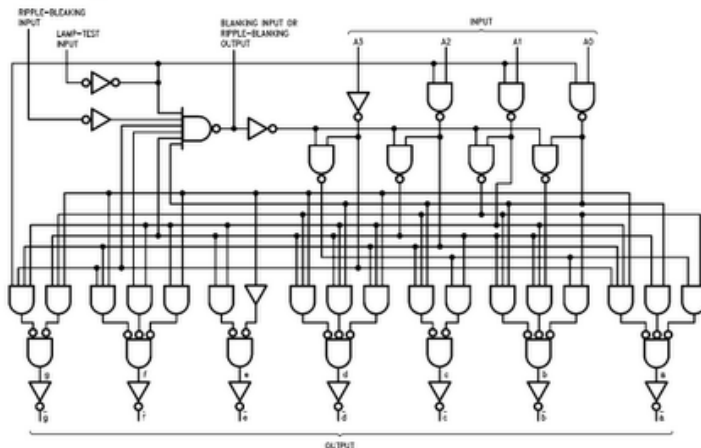 RIPPLE-BLEAKING
INPUT
LAMP-TEST
INPUT
BLANKING INPUT OR
RIPPLE-BLANKING
OUTPUT
INPUT
A3 A2 A1 A0
g f e d c b a
g̅ f̅ e̅ d̅ c̅ b̅ a̅
OUTPUT